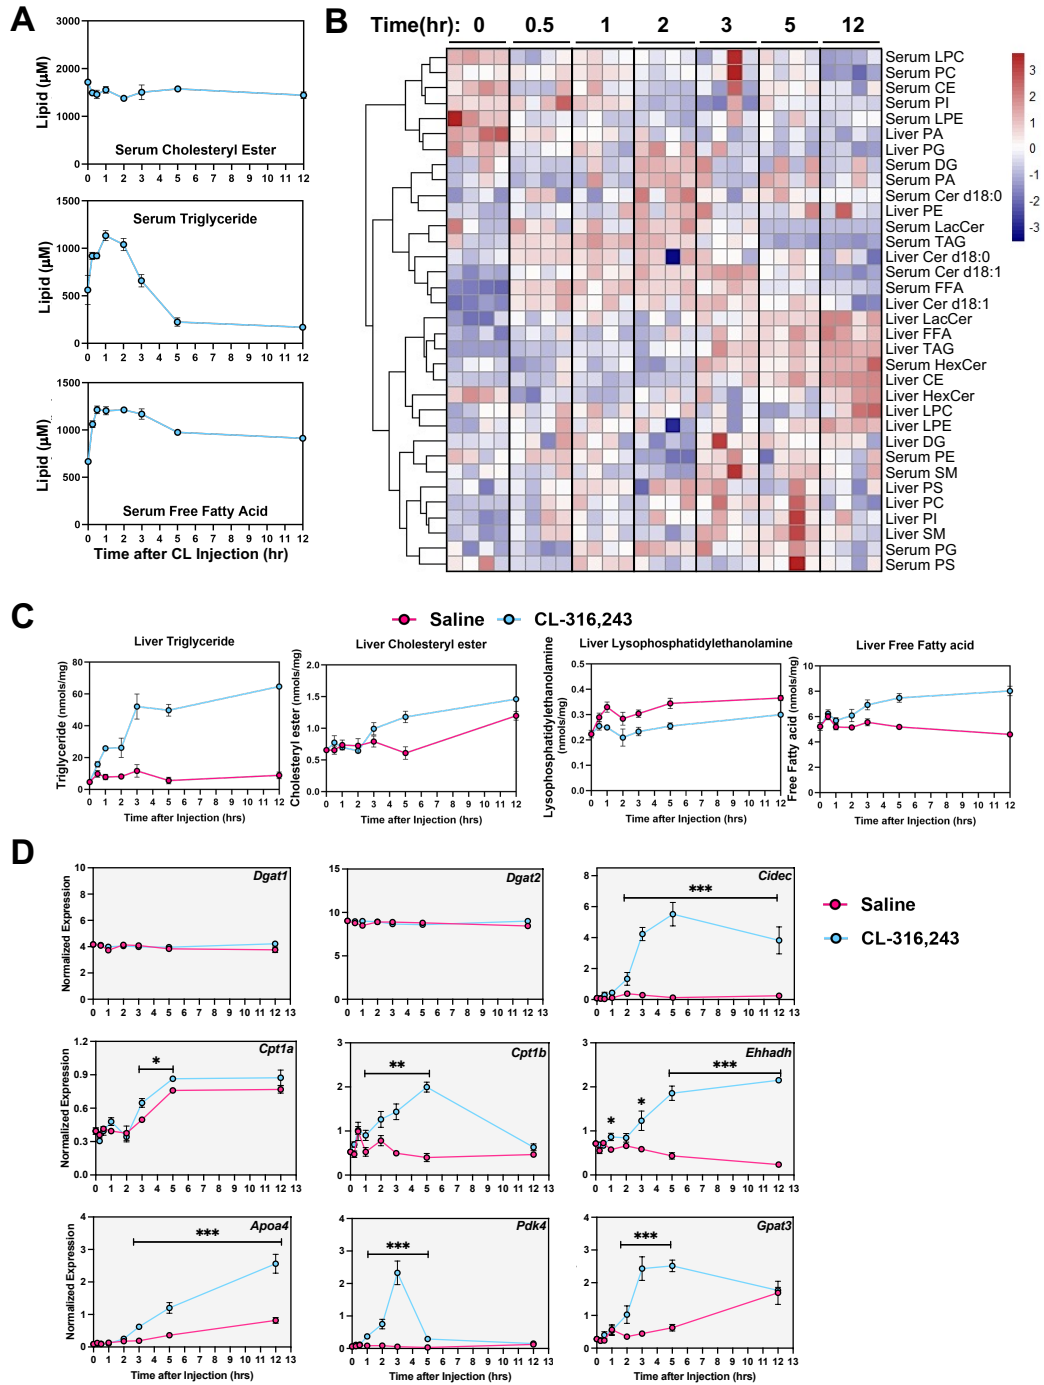 A
3000
2000
1000
0
Lipid (µM)
Serum Cholesteryl Ester
0 1 2 3 4 5 6 7 8 9 10 11 12
1500
1000
500
0
Lipid (µM)
Serum Triglyceride
0 1 2 3 4 5 6 7 8 9 10 11 12
1500
1000
500
0
Lipid (µM)
Serum Free Fatty Acid
0 1 2 3 4 5 6 7 8 9 10 11 12
Time after CL Injection (hr)
B
Time(hr): 0 0.5 1 2 3 5 12
Serum LPC
Serum PC
Serum CE
Serum PI
Serum LPE
Liver PA
Liver PG
Serum DG
Serum PA
Serum Cer d18:0
Liver PE
Serum LacCer
Serum TAG
Liver Cer d18:0
Serum Cer d18:1
Serum FFA
Liver Cer d18:1
Liver LacCer
Liver FFA
Liver TAG
Serum HexCer
Liver CE
Liver HexCer
Liver LPC
Liver LPE
Liver DG
Serum PE
Serum SM
Liver PS
Liver PC
Liver PI
Liver SM
Serum PG
Serum PS
3
2
1
0
-1
-2
-3
C
Saline CL-316,243
Liver Triglyceride
Triglyceride (nmols/mg)
80
60
40
20
0
0 1 2 3 4 5 6 7 8 9 10 11 12
Time after Injection (hrs)
Liver Cholesteryl ester
Cholesteryl ester (nmols/mg)
2.0
1.5
1.0
0.5
0.0
0 1 2 3 4 5 6 7 8 9 10 11 12
Time after Injection (hrs)
Liver Lysophosphatidylethanolamine
Lysophosphatidylethanolamine
(nmols/mg)
0.5
0.4
0.3
0.2
0.1
0.0
0 1 2 3 4 5 6 7 8 9 10 11 12
Time after Injection (hrs)
Liver Free Fatty acid
Free Fatty acid (nmols/mg)
10
8
6
4
2
0
0 1 2 3 4 5 6 7 8 9 10 11 12
Time after Injection (hrs)
D
Saline
CL-316,243
Normalized Expression
Dgat1
10
8
6
4
2
0
0 1 2 3 4 5 6 7 8 9 10 11 12 13
Dgat2
15
10
5
0
0 1 2 3 4 5 6 7 8 9 10 11 12 13
Cidec
***
8
6
4
2
0
0 1 2 3 4 5 6 7 8 9 10 11 12 13
Normalized Expression
Cpt1a
*
1.2
0.9
0.6
0.3
0.0
0 1 2 3 4 5 6 7 8 9 10 11 12 13
Cpt1b
**
3
2
1
0
0 1 2 3 4 5 6 7 8 9 10 11 12 13
Ehhadh
***
*
*
3
2
1
0
0 1 2 3 4 5 6 7 8 9 10 11 12 13
Normalized Expression
Apoa4
***
4
3
2
1
0
0 1 2 3 4 5 6 7 8 9 10 11 12 13
Time after Injection (hrs)
Pdk4
***
4
3
2
1
0
0 1 2 3 4 5 6 7 8 9 10 11 12 13
Time after Injection (hrs)
Gpat3
***
4
3
2
1
0
0 1 2 3 4 5 6 7 8 9 10 11 12 13
Time after Injection (hrs)